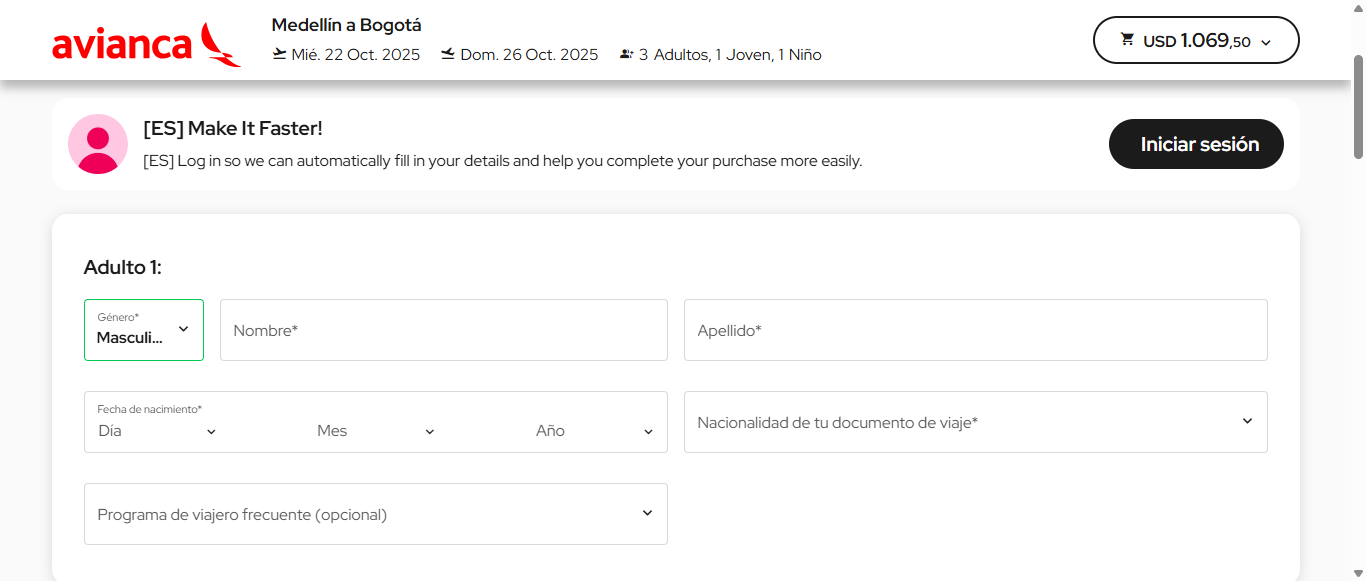 avianca
Medellín a Bogotá
Mié. 22 Oct. 2025 Dom. 26 Oct. 2025 3 Adultos, 1 Joven, 1 Niño
USD 1.069,50
[ES] Make It Faster!
[ES] Log in so we can automatically fill in your details and help you complete your purchase more easily.
Iniciar sesión
Adulto 1:
Género*
Masculi...
Nombre*
Apellido*
Fecha de nacimiento*
Día Mes Año
Nacionalidad de tu documento de viaje*
Programa de viajero frecuente (opcional)